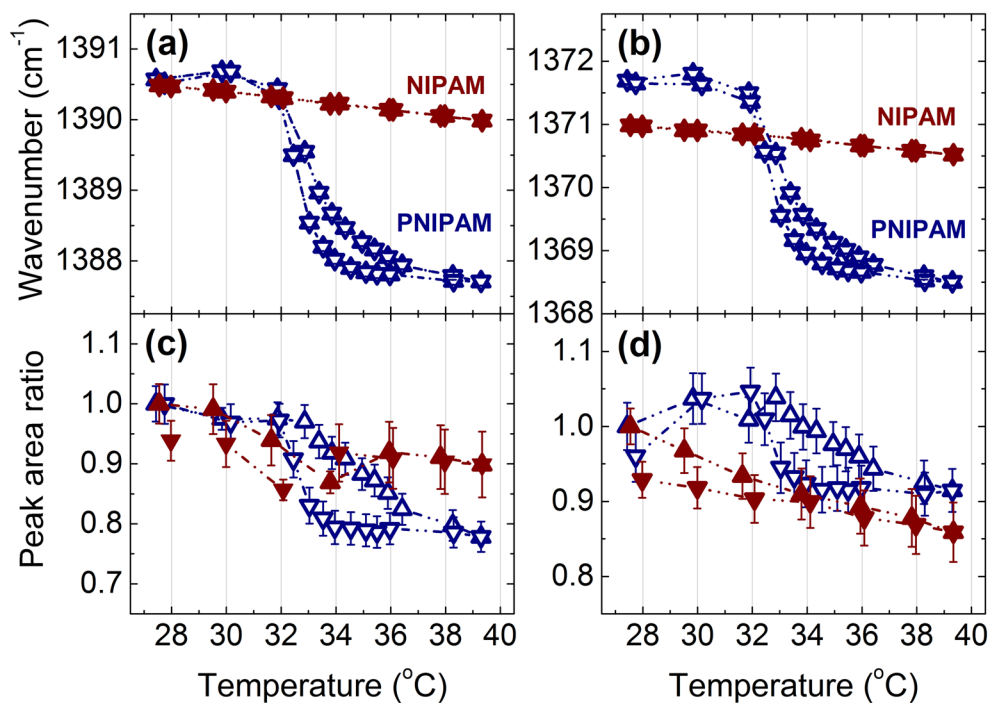 (a)
(b)
Wavenumber (cm⁻¹)
1391
1390
1389
1388
NIPAM
PNIPAM
1372
1371
1370
1369
1368
NIPAM
PNIPAM
(c)
(d)
Peak area ratio
1.1
1.0
0.9
0.8
0.7
1.1
1.0
0.9
0.8
28 30 32 34 36 38 40
28 30 32 34 36 38 40
Temperature (°C)
Temperature (°C)